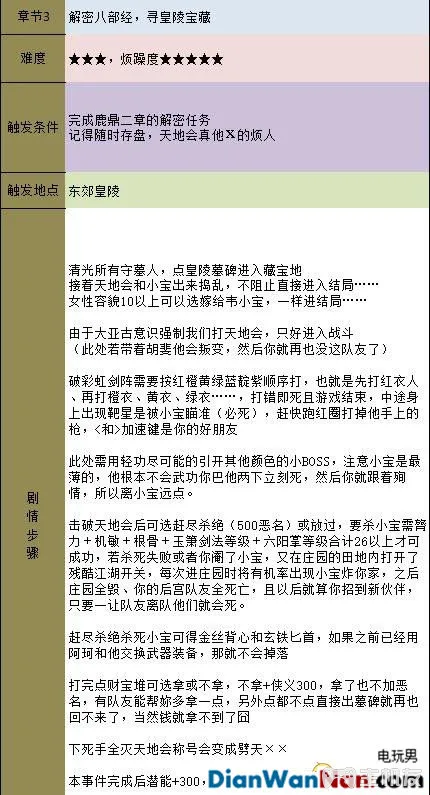 章节3
解密八部经，寻皇陵宝藏
难度
★★★，烦躁度★★★★★
触发条件
完成鹿鼎二章的解密任务
记得随时存盘，天地会真他X的烦人
触发地点
东郊皇陵
剧情步骤
清光所有守墓人，点皇陵墓碑进入藏宝地
接着天地会和小宝出来捣乱，不阻止直接进入结局……
女性容貌10以上可以选嫁给韦小宝，一样进结局……
由于大亚古意识强制我们打天地会，只好进入战斗
（此处若带着胡斐他会叛变，然后你就再也没这队友了）
破彩虹剑阵需要按红橙黄绿蓝靛紫顺序打，也就是先打红衣人
、再打橙衣、黄衣、绿衣……，打错即死且游戏结束，中途身
上出现靶星是被小宝瞄准（必死），赶快跑红圈打掉他手上的
枪，<和>加速键是你的好朋友
此处需用轻功尽可能的引开其他颜色的小BOSS，注意小宝是最
薄的，他根本不会武功你巴他两下立刻死，然后你就跟着殉
情，所以离小宝远点。
击破天地会后可选赶尽杀绝（500恶名）或放过，要杀小宝需膂
力＋机敏＋根骨＋玉箫剑法等级＋六阳掌等级合计26以上才可
成功，若杀死失败或者你阉了小宝，又在庄园的田地内打开了
残酷江湖开关，每次进庄园时将有机率出现小宝炸你家，之后
庄园全毁、你的后宫队友全死亡，且以后就算你招到新伙伴，
只要一让队友离队他们就会死。
赶尽杀绝杀死小宝可得金丝背心和玄铁匕首，如果之前已经用
阿珂和他交换武器装备，那就不会掉落
打完点财宝堆可选拿或不拿，不拿+侠义300，拿了也不加恶
名，有队友能帮妳多拿一点，另外点都不点直接出墓碑就再也
回不来了，当然钱就拿不到了囧
下死手全灭天地会称号会变成劈天××
本事件完成后潜能+300，
电玩男
DianWanNan.com